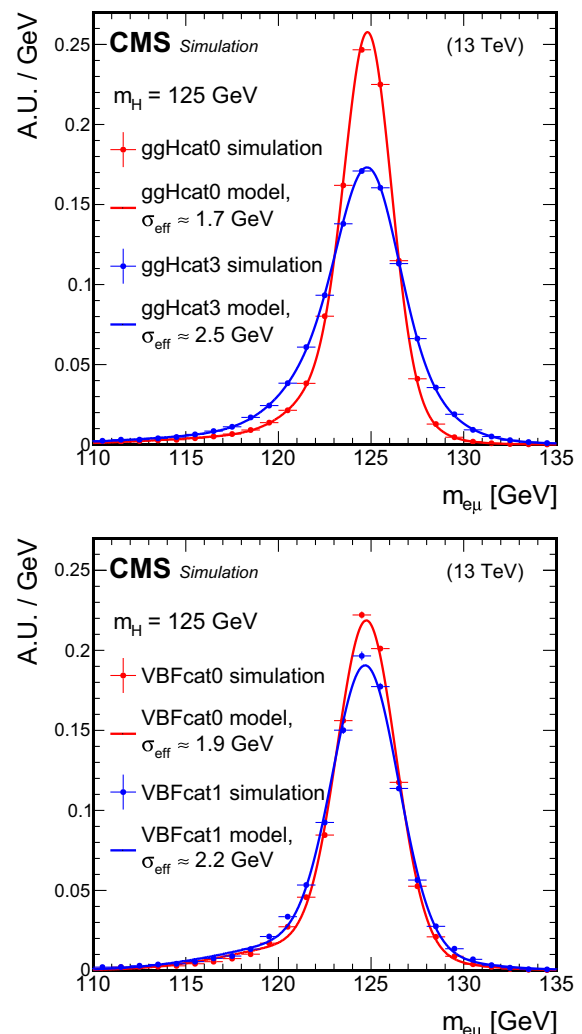 CMS Simulation (13 TeV)
A.U. / GeV
0.25
0.2
0.15
0.1
0.05
0
m_H = 125 GeV
ggHcat0 simulation
ggHcat0 model,
σ_eff ≈ 1.7 GeV
ggHcat3 simulation
ggHcat3 model,
σ_eff ≈ 2.5 GeV
110 115 120 125 130 135
m_eμ [GeV]
CMS Simulation (13 TeV)
A.U. / GeV
0.25
0.2
0.15
0.1
0.05
0
m_H = 125 GeV
VBFcat0 simulation
VBFcat0 model,
σ_eff ≈ 1.9 GeV
VBFcat1 simulation
VBFcat1 model,
σ_eff ≈ 2.2 GeV
110 115 120 125 130 135
m_eμ [GeV]